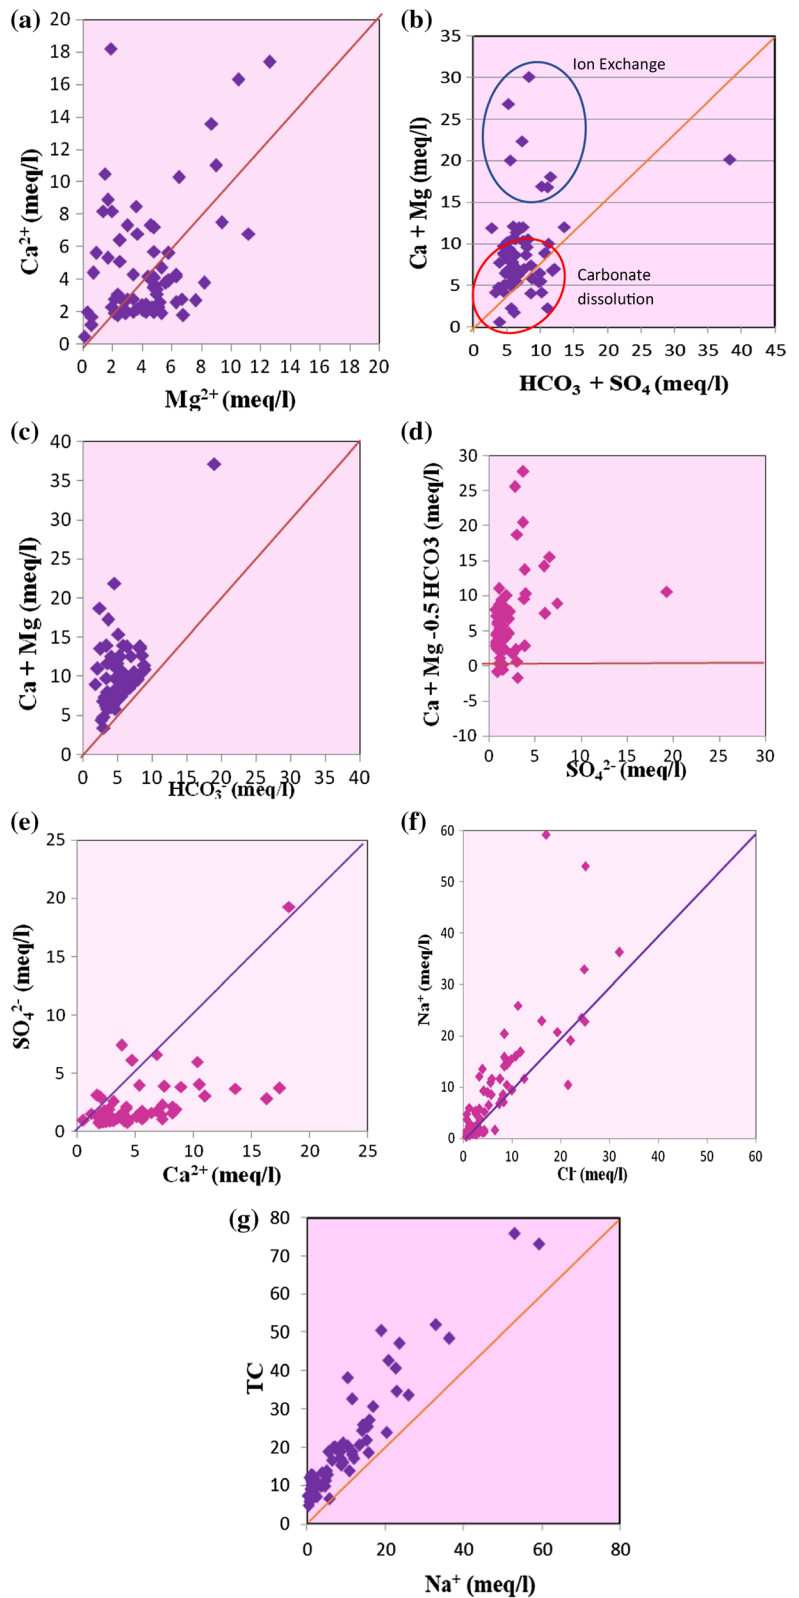 (a)
20
18
16
14
12
10
8
6
4
2
0
Ca²⁺ (meq/l)
0 2 4 6 8 10 12 14 16 18 20
Mg²⁺ (meq/l)
(b)
35
30
25
20
15
10
5
0
Ca + Mg (meq/l)
Ion Exchange
Carbonate
dissolution
0 5 10 15 20 25 30 35 40 45
HCO₃ + SO₄ (meq/l)
(c)
40
35
30
25
20
15
10
5
0
Ca + Mg (meq/l)
0 5 10 15 20 25 30 35 40
HCO₃⁻ (meq/l)
(d)
30
25
20
15
10
5
0
-5
-10
Ca + Mg -0.5 HCO3 (meq/l)
0 5 10 15 20 25 30
SO₄²⁻ (meq/l)
(e)
25
20
15
10
5
0
SO₄²⁻ (meq/l)
0 5 10 15 20 25
Ca²⁺ (meq/l)
(f)
60
50
40
30
20
10
0
Na⁺ (meq/l)
0 10 20 30 40 50 60
Cl⁻ (meq/l)
(g)
80
70
60
50
40
30
20
10
0
TC
0 20 40 60 80
Na⁺ (meq/l)